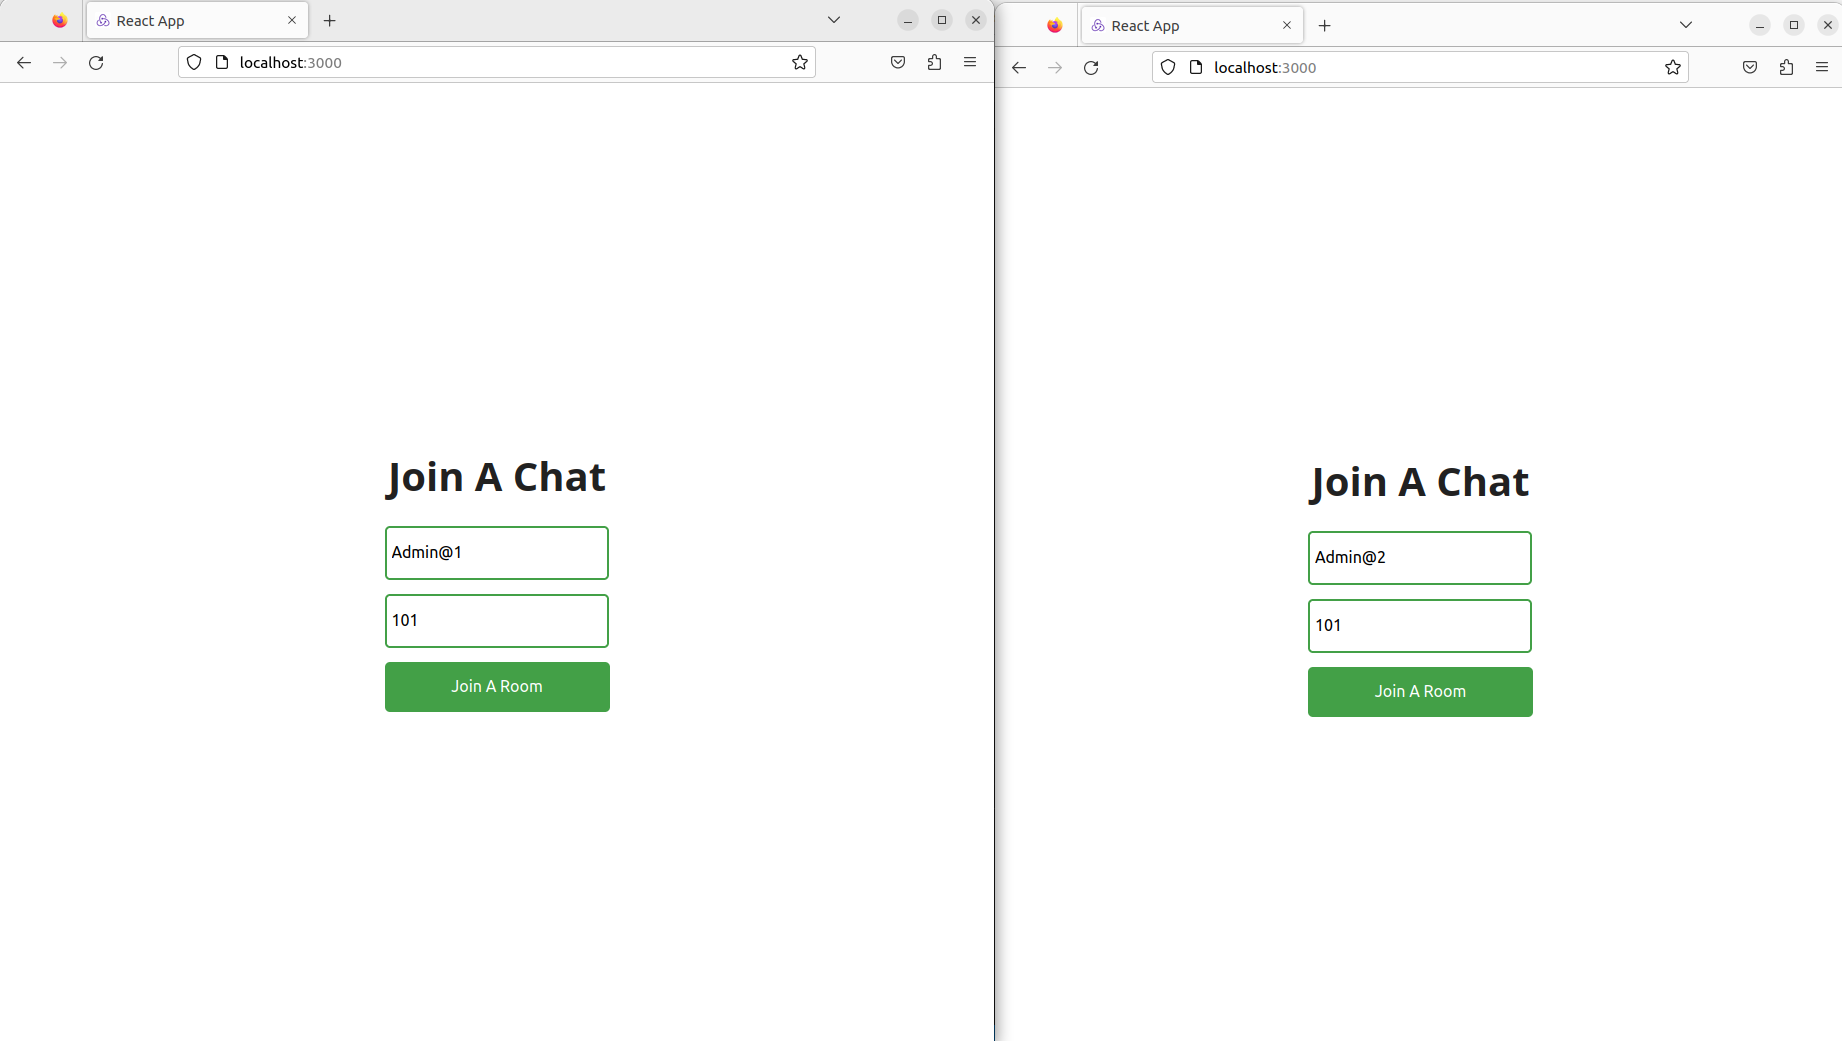 React App
localhost:3000
Join A Chat
Admin@1
101
Join A Room
React App
localhost:3000
Join A Chat
Admin@2
101
Join A Room